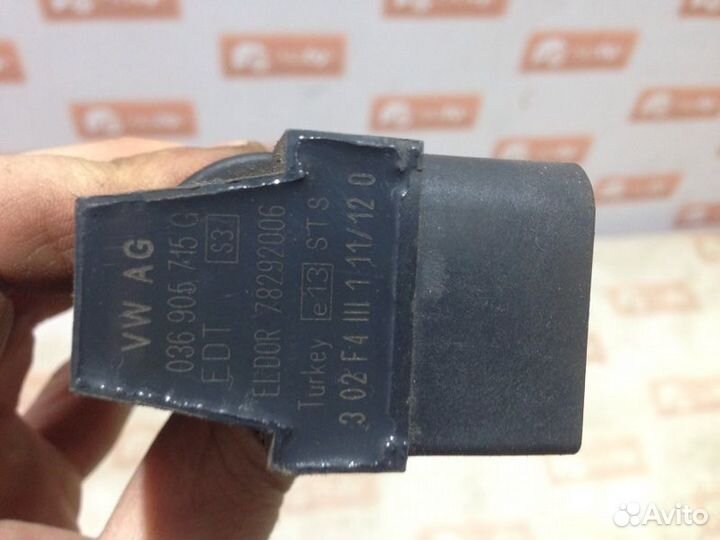 VW AG
036 905 715 G
EDT S3
ELDOR 78292006
Turkey e13 STS
3 02 F4 III 1 11/12 0
Avito